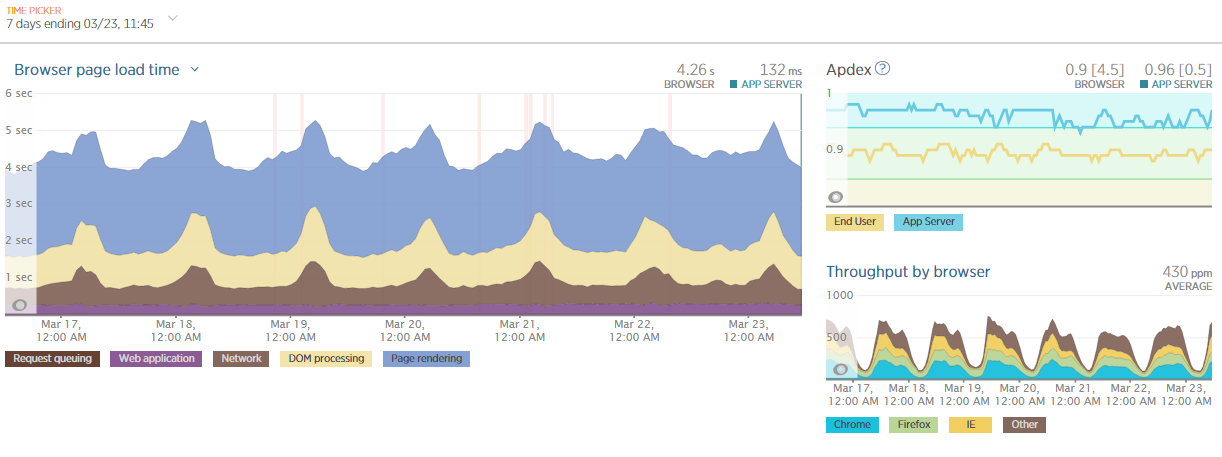 TIME PICKER
7 days ending 03/23, 11:45
Browser page load time
4.26 s
BROWSER
132 ms
APP SERVER
6 sec
5 sec
4 sec
3 sec
2 sec
1 sec
Mar 17,
12:00 AM
Mar 18,
12:00 AM
Mar 19,
12:00 AM
Mar 20,
12:00 AM
Mar 21,
12:00 AM
Mar 22,
12:00 AM
Mar 23,
12:00 AM
Request queuing
Web application
Network
DOM processing
Page rendering
Apdex ?
0.9 [4.5]
BROWSER
0.96 [0.5]
APP SERVER
1
0.9
End User
App Server
Throughput by browser
430 ppm
AVERAGE
1000
500
Mar 17,
12:00 AM
Mar 18,
12:00 AM
Mar 19,
12:00 AM
Mar 20,
12:00 AM
Mar 21,
12:00 AM
Mar 22,
12:00 AM
Mar 23,
12:00 AM
Chrome
Firefox
IE
Other